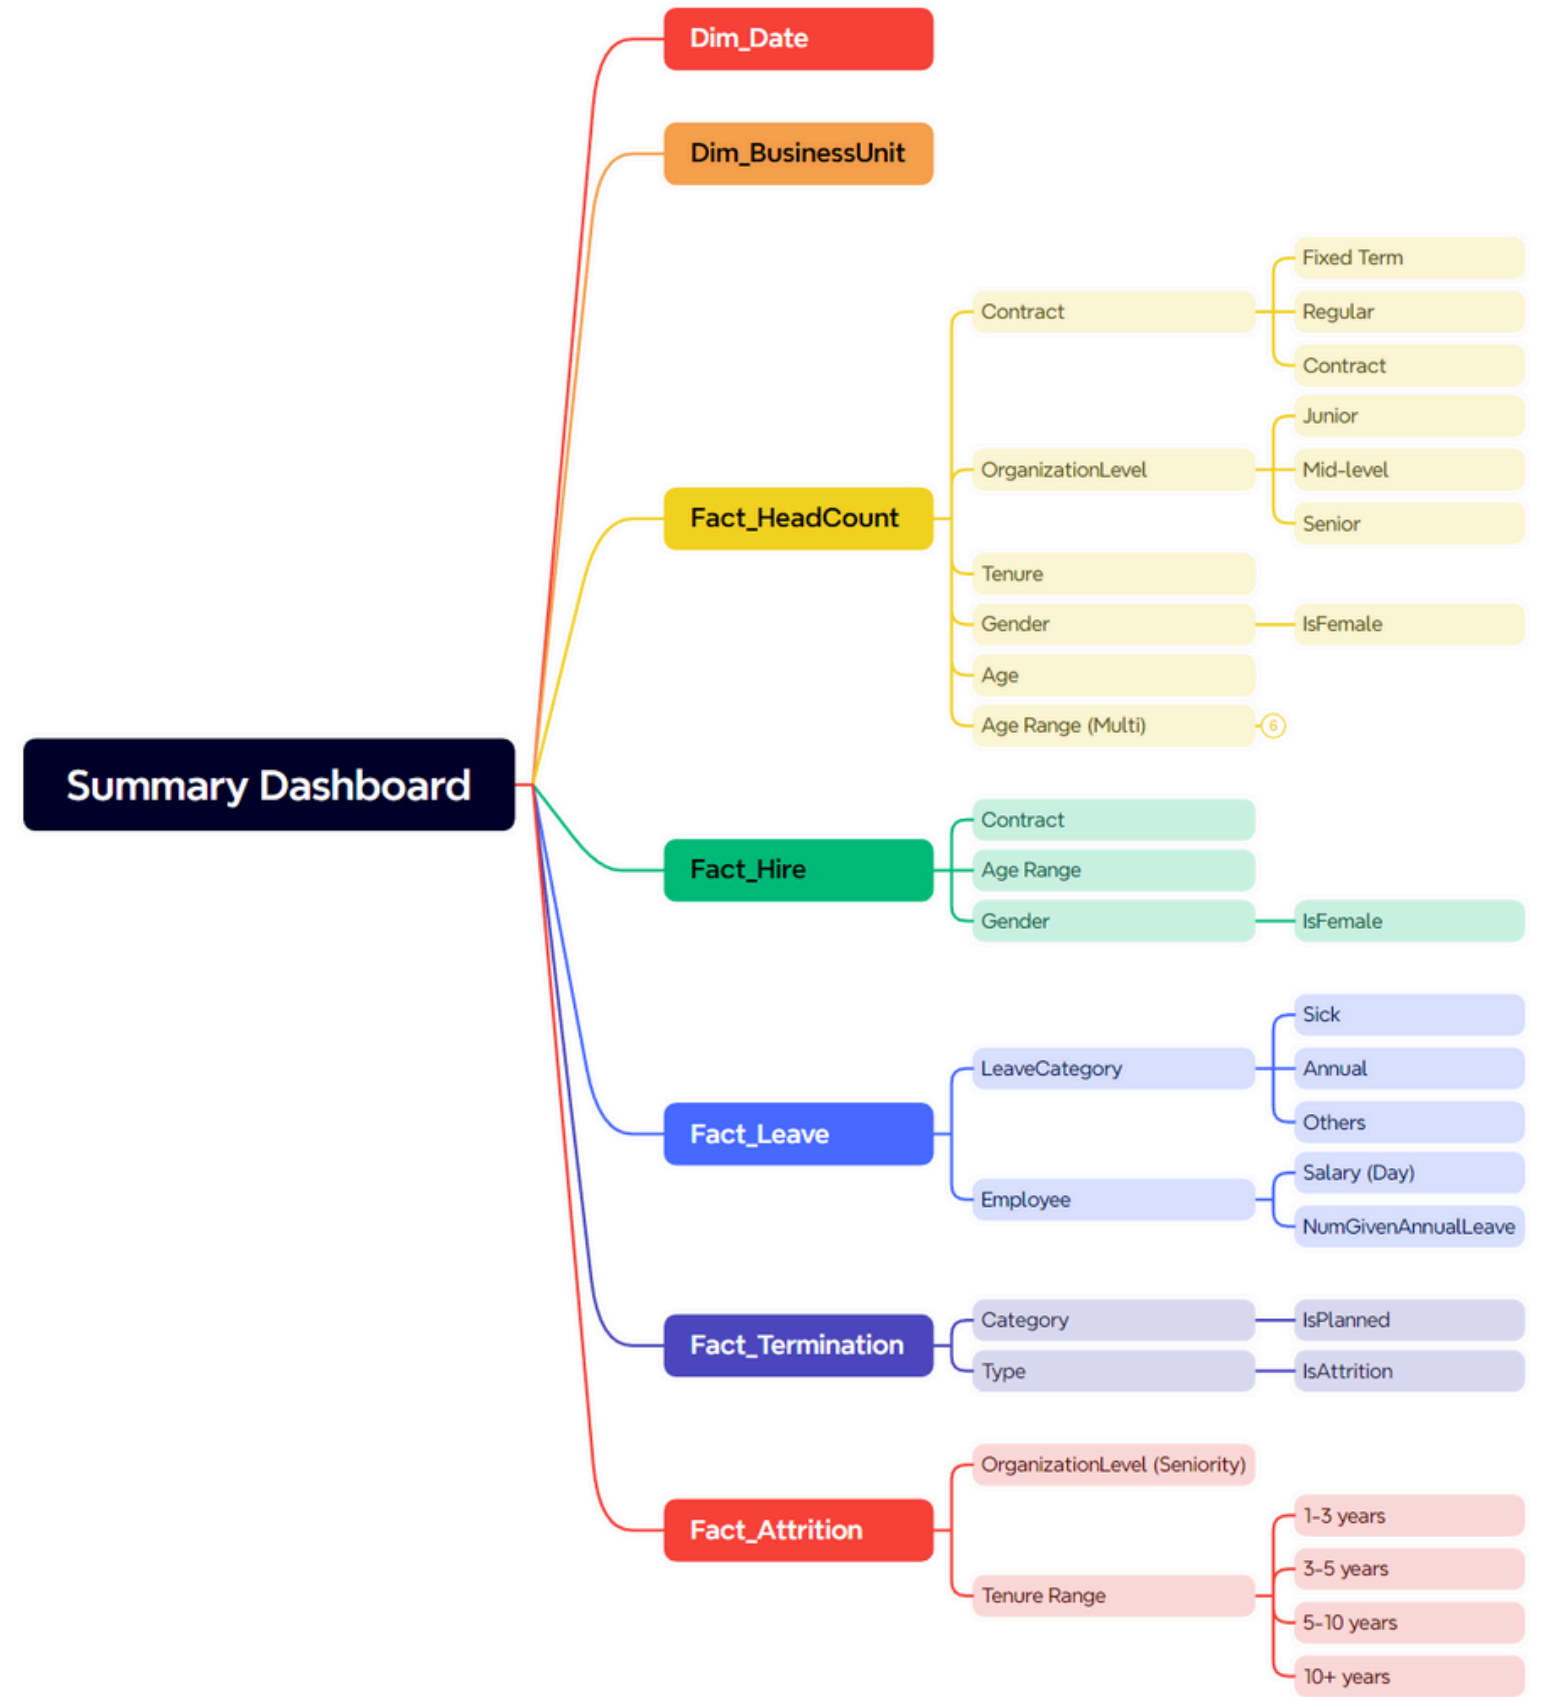 Dim_Date
Dim_BusinessUnit
Fixed Term
Contract
Regular
Contract
Junior
OrganizationLevel
Mid-level
Fact_HeadCount
Senior
Tenure
Gender
IsFemale
Age
Age Range (Multi)
6
Summary Dashboard
Contract
Fact_Hire
Age Range
Gender
IsFemale
Sick
LeaveCategory
Annual
Others
Fact_Leave
Salary (Day)
Employee
NumGivenAnnualLeave
Category
IsPlanned
Fact_Termination
Type
IsAttrition
OrganizationLevel (Seniority)
1-3 years
Fact_Attrition
3-5 years
Tenure Range
5-10 years
10+ years